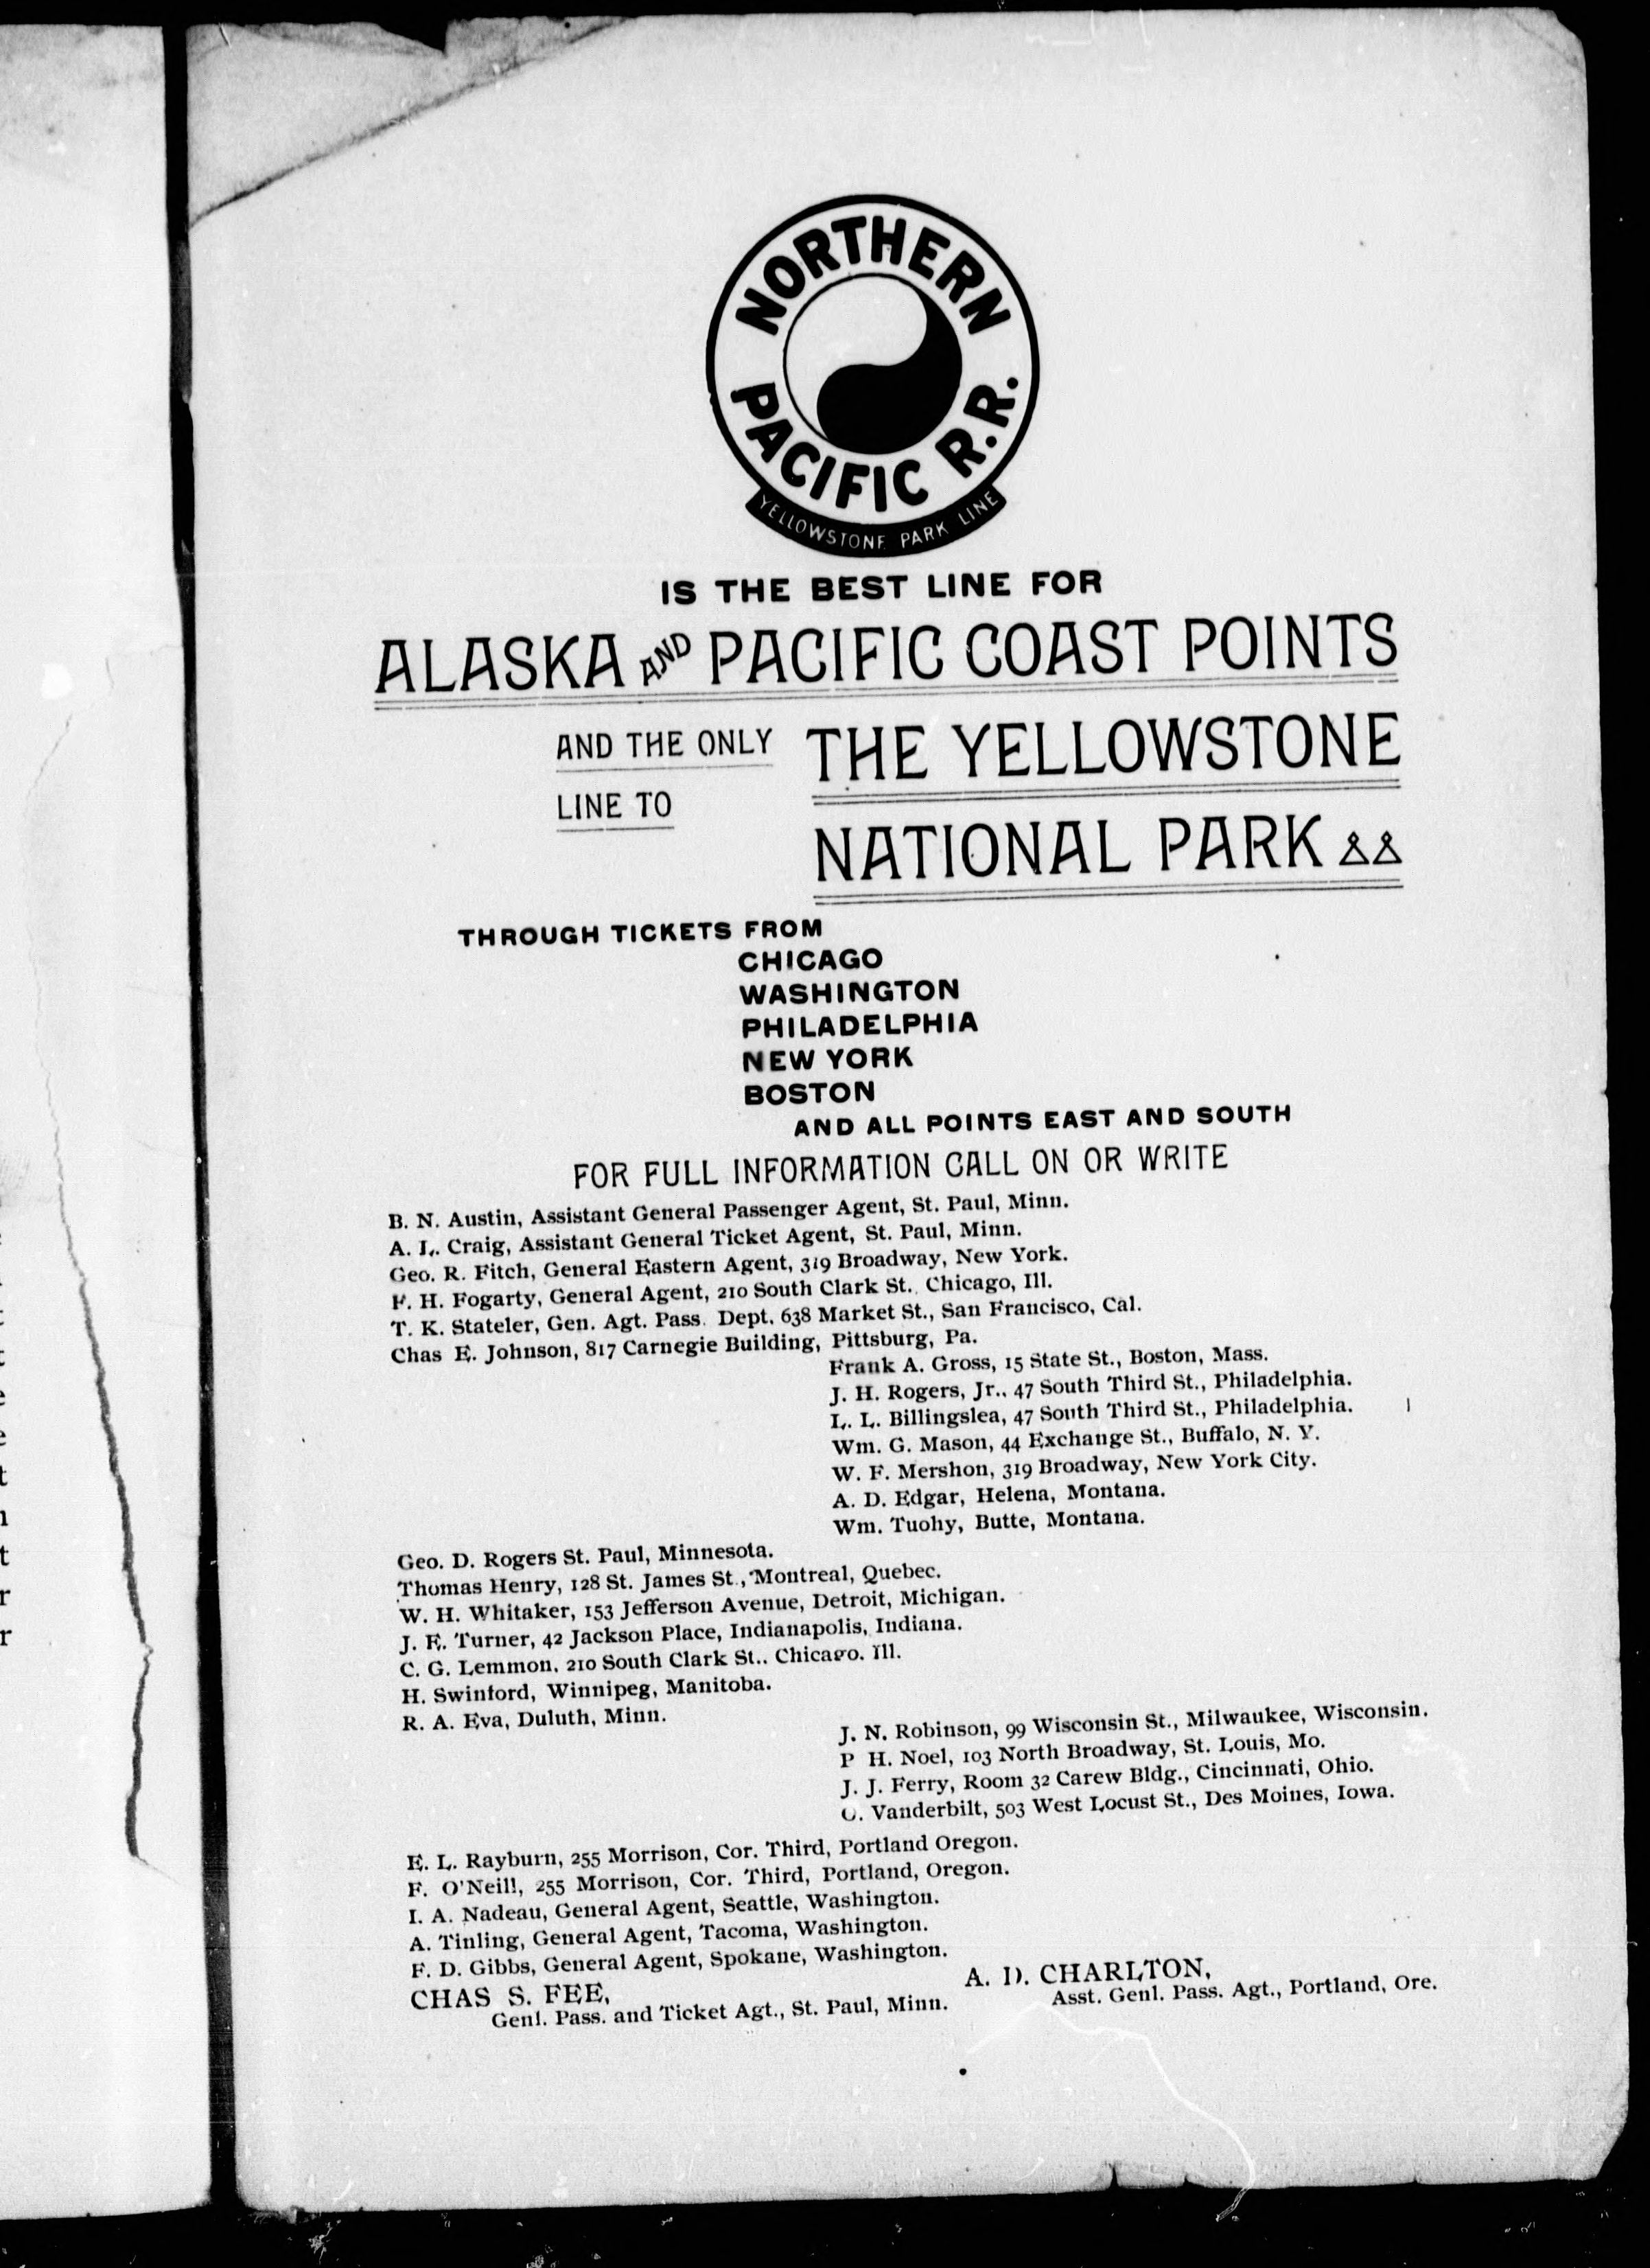 NORTHERN
PACIFIC R.R.
YELLOWSTONE PARK LINE
IS THE BEST LINE FOR
ALASKA AND PACIFIC COAST POINTS
AND THE ONLY
LINE TO
THE YELLOWSTONE
NATIONAL PARK
THROUGH TICKETS FROM
CHICAGO
WASHINGTON
PHILADELPHIA
NEW YORK
BOSTON
AND ALL POINTS EAST AND SOUTH
FOR FULL INFORMATION CALL ON OR WRITE
B. N. Austin, Assistant General Passenger Agent, St. Paul, Minn.
A. L. Craig, Assistant General Ticket Agent, St. Paul, Minn.
Geo. R. Fitch, General Eastern Agent, 319 Broadway, New York.
F. H. Fogarty, General Agent, 210 South Clark St. Chicago, Ill.
T. K. Stateler, Gen. Agt. Pass. Dept. 638 Market St., San Francisco, Cal.
Chas E. Johnson, 817 Carnegie Building, Pittsburg, Pa.
Frank A. Gross, 15 State St., Boston, Mass.
J. H. Rogers, Jr., 47 South Third St., Philadelphia.
L. L. Billingslea, 47 South Third St., Philadelphia.
Wm. G. Mason, 44 Exchange St., Buffalo, N. Y.
W. F. Mershon, 319 Broadway, New York City.
A. D. Edgar, Helena, Montana.
Wm. Tuohy, Butte, Montana.
Geo. D. Rogers St. Paul, Minnesota.
Thomas Henry, 128 St. James St., Montreal, Quebec.
W. H. Whitaker, 153 Jefferson Avenue, Detroit, Michigan.
J. E. Turner, 42 Jackson Place, Indianapolis, Indiana.
C. G. Lemmon, 210 South Clark St., Chicago, Ill.
H. Swinford, Winnipeg, Manitoba.
R. A. Eva, Duluth, Minn.
J. N. Robinson, 99 Wisconsin St., Milwaukee, Wisconsin.
P H. Noel, 103 North Broadway, St. Louis, Mo.
J. J. Ferry, Room 32 Carew Bldg., Cincinnati, Ohio.
Vanderbilt, 503 West Locust St., Des Moines, Iowa.
E. L. Rayburn, 255 Morrison, Cor. Third, Portland Oregon.
F. O'Neill, 255 Morrison, Cor. Third, Portland, Oregon.
I. A. Nadeau, General Agent, Seattle, Washington.
A. Tinling, General Agent, Tacoma, Washington.
F. D. Gibbs, General Agent, Spokane, Washington.
CHAS S. FEE,
Genl. Pass. and Ticket Agt., St. Paul, Minn.
A. D. CHARLTON,
Asst. Genl. Pass. Agt., Portland, Ore.